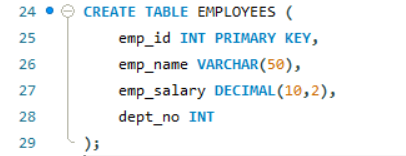 24 CREATE TABLE EMPLOYEES (
25 emp_id INT PRIMARY KEY,
26 emp_name VARCHAR(50),
27 emp_salary DECIMAL(10,2),
28 dept_no INT
29 );